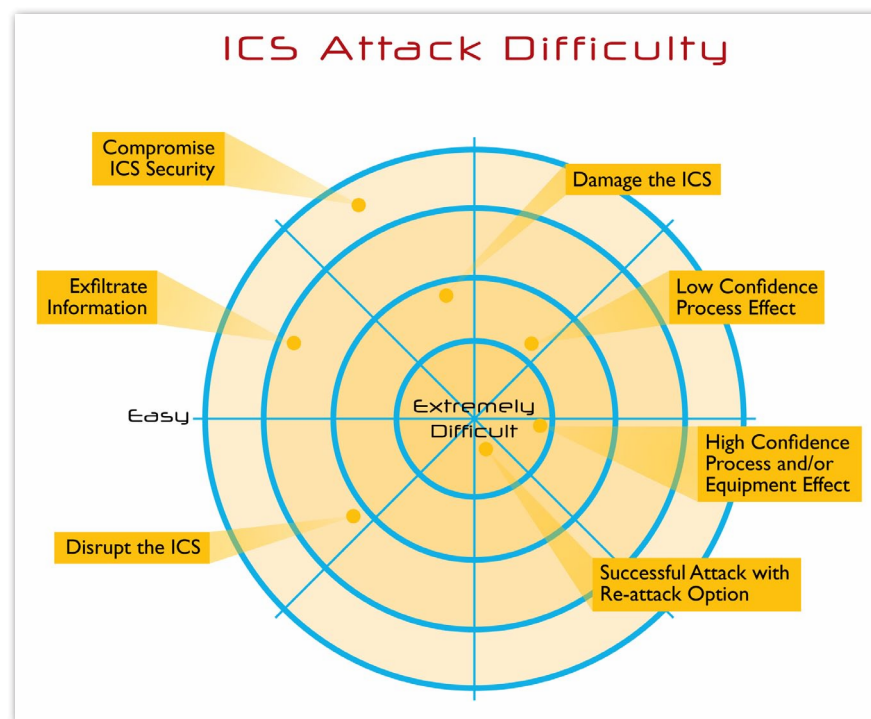 ICS Attack Difficulty
Compromise
ICS Security
Damage the ICS
Exfiltrate
Information
Low Confidence
Process Effect
Easy
Extremely
Difficult
High Confidence
Process and/or
Equipment Effect
Disrupt the ICS
Successful Attack with
Re-attack Option